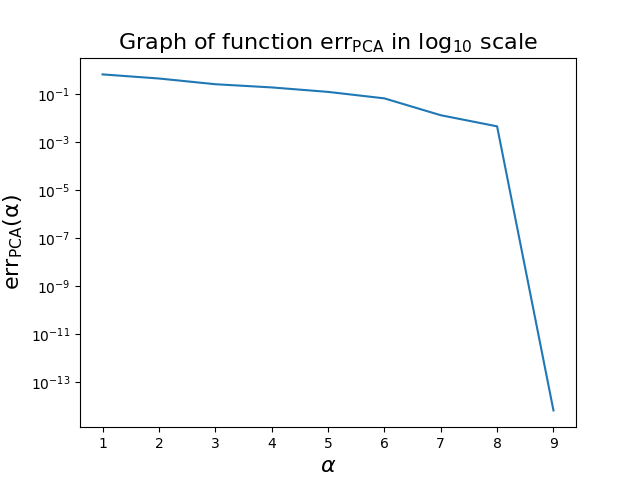 Graph of function err_PCA in log₁₀ scale
err_PCA(α)
10⁻¹
10⁻³
10⁻⁵
10⁻⁷
10⁻⁹
10⁻¹¹
10⁻¹³
1 2 3 4 5 6 7 8 9
α